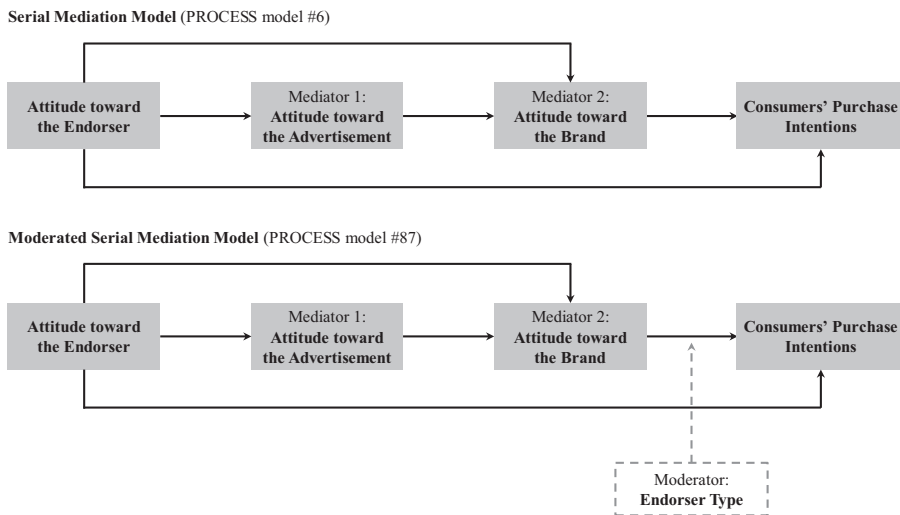 Serial Mediation Model (PROCESS model #6)
Attitude toward
the Endorser
Mediator 1:
Attitude toward
the Advertisement
Mediator 2:
Attitude toward
the Brand
Consumers' Purchase
Intentions
Moderated Serial Mediation Model (PROCESS model #87)
Attitude toward
the Endorser
Mediator 1:
Attitude toward
the Advertisement
Mediator 2:
Attitude toward
the Brand
Consumers' Purchase
Intentions
Moderator:
Endorser Type